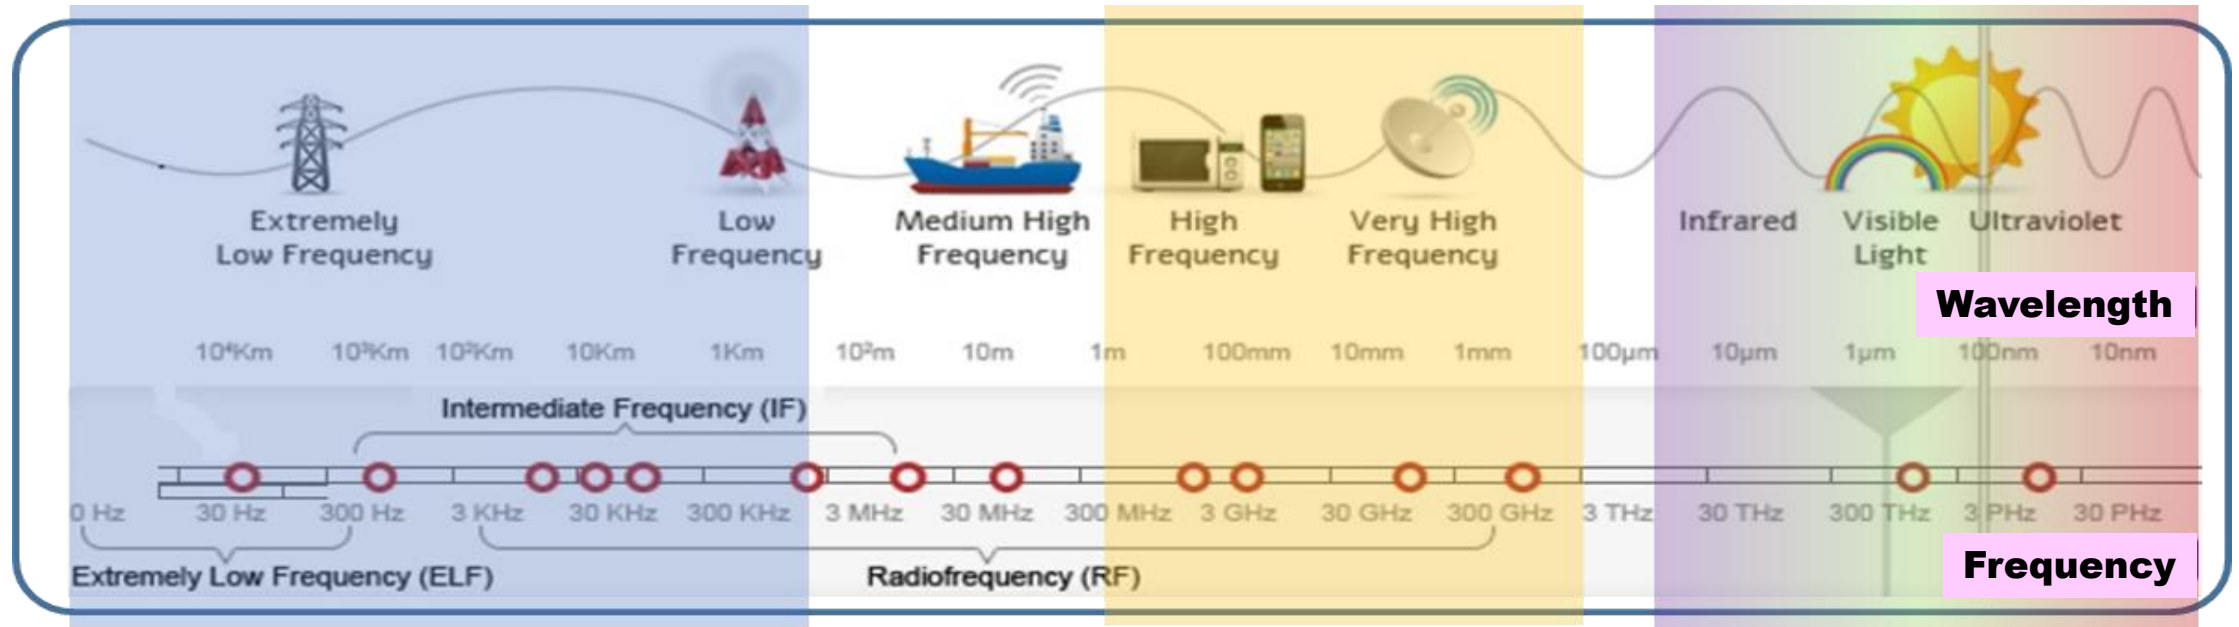 Extremely
Low Frequency
Low
Frequency
Medium High
Frequency
High
Frequency
Very High
Frequency
Infrared
Visible
Light
Ultraviolet
Wavelength
10⁴Km 10³Km 10²Km 10Km 1Km 10²m 10m 1m 100mm 10mm 1mm 100µm 10µm 1µm 100nm 10nm
Intermediate Frequency (IF)
0 Hz 30 Hz 300 Hz 3 KHz 30 KHz 300 KHz 3 MHz 30 MHz 300 MHz 3 GHz 30 GHz 300 GHz 3 THz 30 THz 300 THz 3 PHz 30 PHz
Extremely Low Frequency (ELF)
Radiofrequency (RF)
Frequency